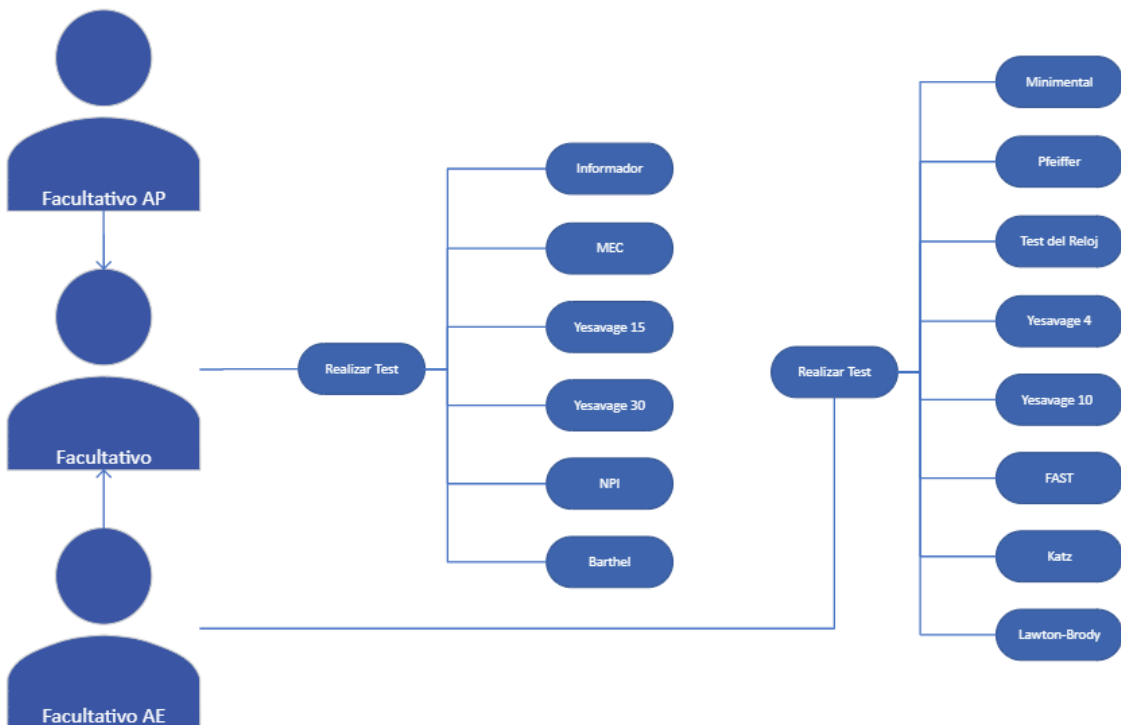 Facultativo AP
Facultativo
Facultativo AE
Realizar Test
Informador
MEC
Yesavage 15
Yesavage 30
NPI
Barthel
Realizar Test
Minimental
Pfeiffer
Test del Reloj
Yesavage 4
Yesavage 10
FAST
Katz
Lawton-Brody